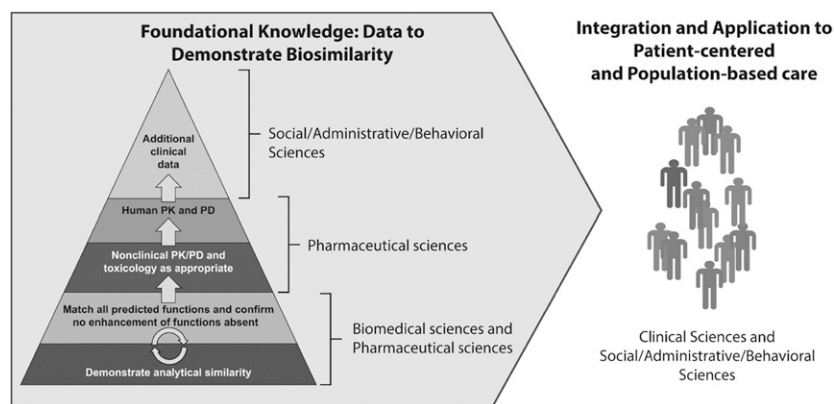 Foundational Knowledge: Data to
Demonstrate Biosimilarity
Additional
clinical
data
Human PK and PD
Nonclinical PK/PD and
toxicology as appropriate
Match all predicted functions and confirm
no enhancement of functions absent
Demonstrate analytical similarity
Social/Administrative/Behavioral
Sciences
Pharmaceutical sciences
Biomedical sciences and
Pharmaceutical sciences
Integration and Application to
Patient-centered
and Population-based care
Clinical Sciences and
Social/Administrative/Behavioral
Sciences